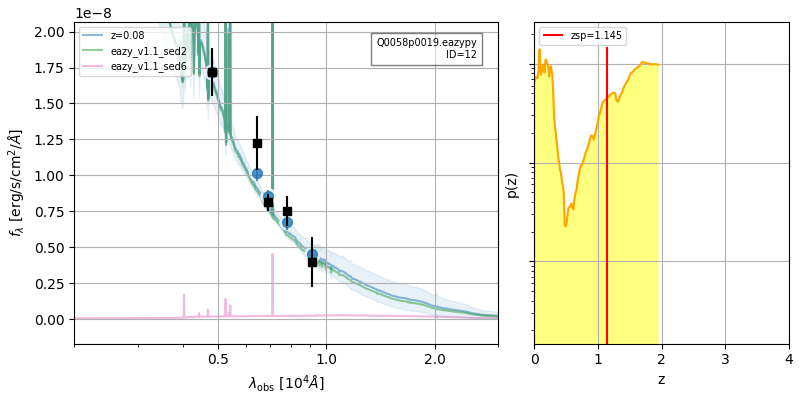 1e−8
z=0.08
eazy_v1.1_sed2
eazy_v1.1_sed6
Q0058p0019.eazypy
ID=12
2.00
1.75
1.50
1.25
1.00
0.75
0.50
0.25
0.00
fλ [erg/s/cm²/Å]
0.5
1.0
2.0
λobs [10⁴Å]
zsp=1.145
p(z)
0
1
2
3
4
z